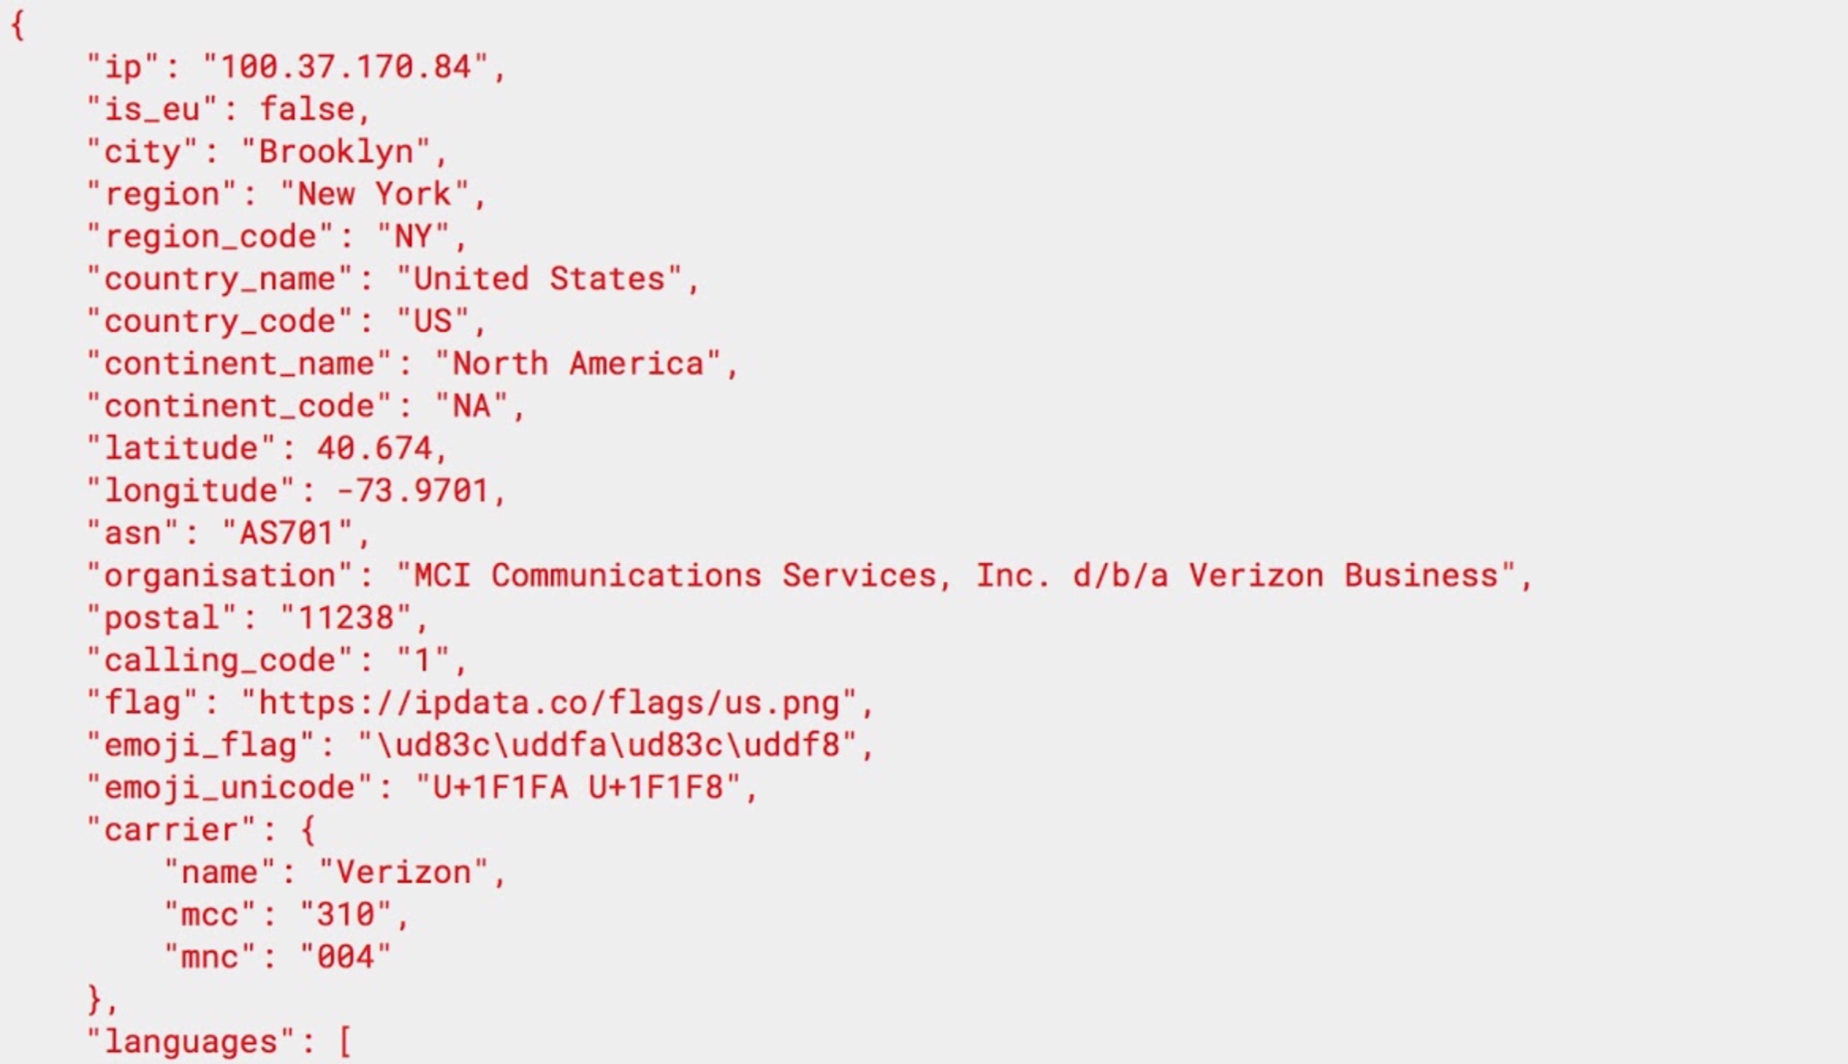 {
    "ip": "100.37.170.84",
    "is_eu": false,
    "city": "Brooklyn",
    "region": "New York",
    "region_code": "NY",
    "country_name": "United States",
    "country_code": "US",
    "continent_name": "North America",
    "continent_code": "NA",
    "latitude": 40.674,
    "longitude": -73.9701,
    "asn": "AS701",
    "organisation": "MCI Communications Services, Inc. d/b/a Verizon Business",
    "postal": "11238",
    "calling_code": "1",
    "flag": "https://ipdata.co/flags/us.png",
    "emoji_flag": "\ud83c\uddfa\ud83c\uddf8",
    "emoji_unicode": "U+1F1FA U+1F1F8",
    "carrier": {
        "name": "Verizon",
        "mcc": "310",
        "mnc": "004"
    },
    "languages": [